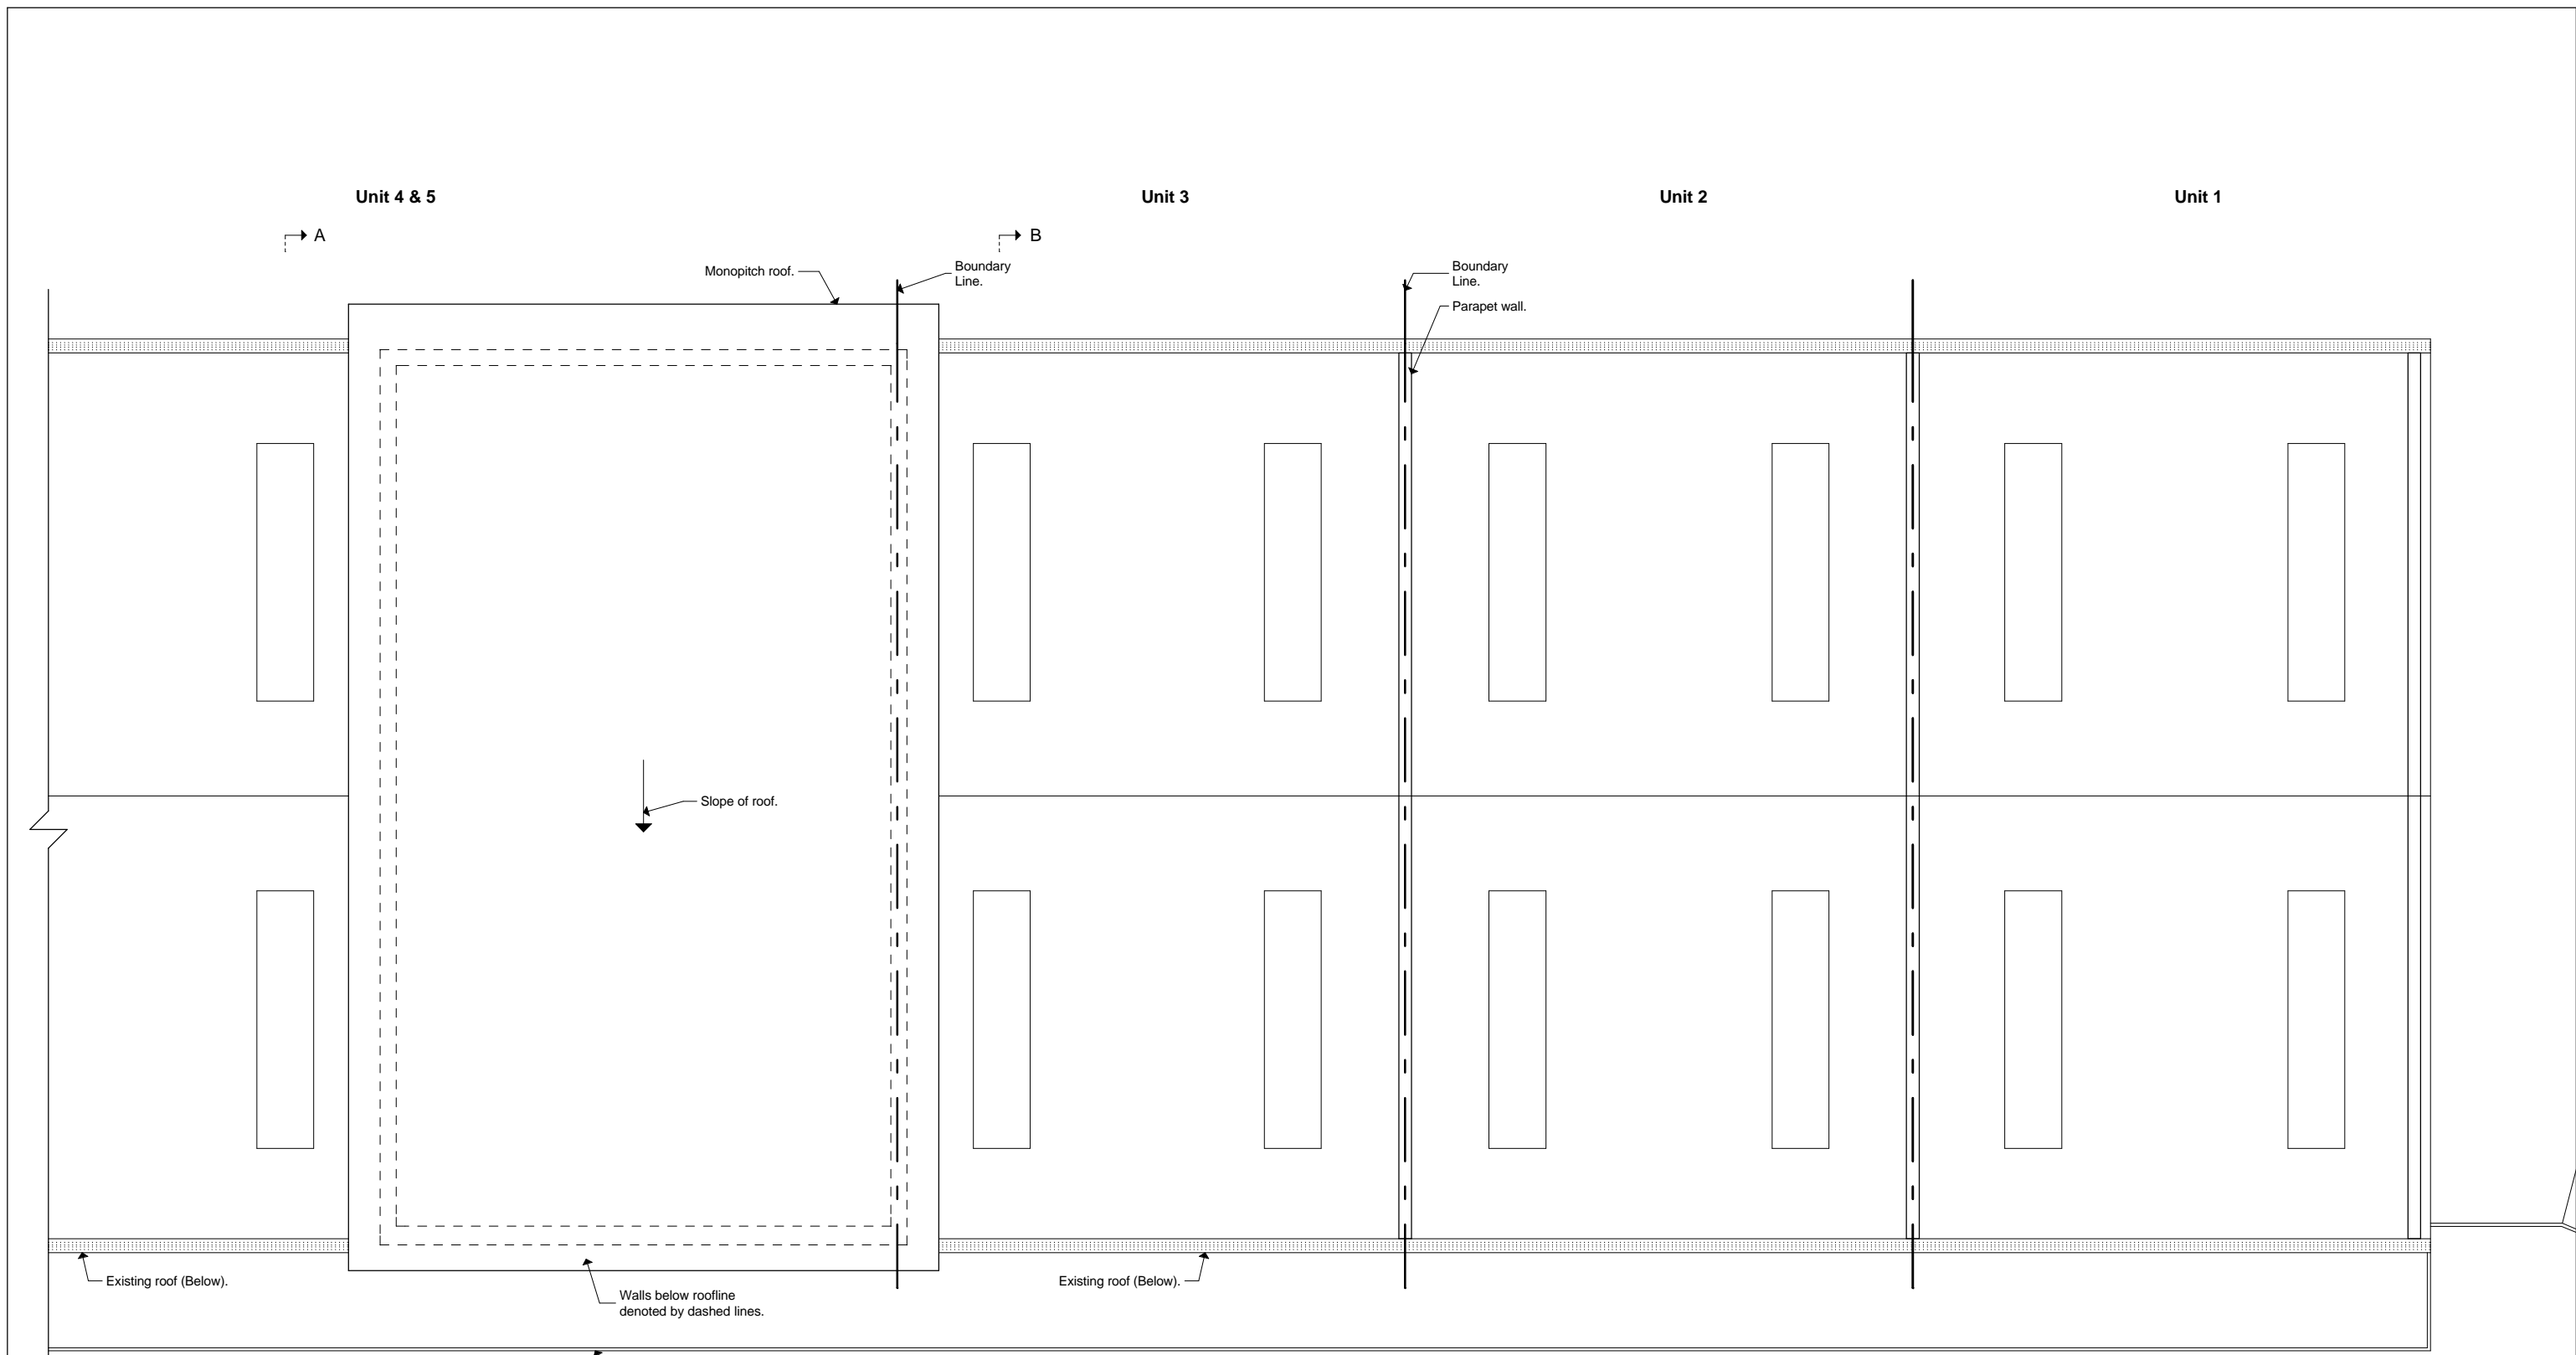 Unit 4 & 5
Unit 3
Unit 2
Unit 1
A
B
Monopitch roof.
Boundary
Line.
Boundary
Line.
Parapet wall.
Slope of roof.
Existing roof (Below).
Existing roof (Below).
Walls below roofline
denoted by dashed lines.